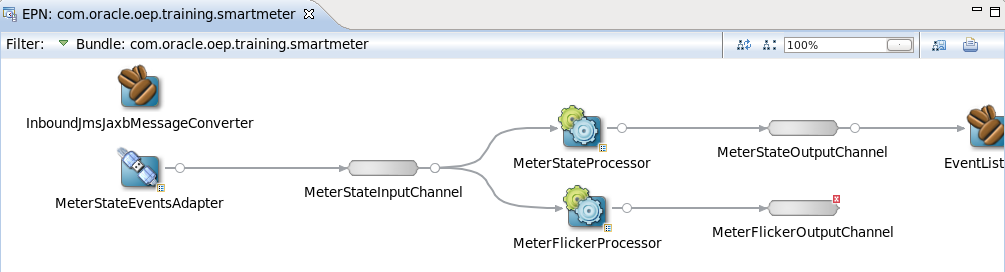 EPN: com.oracle.oep.training.smartmeter
Filter: Bundle: com.oracle.oep.training.smartmeter
100%
InboundJmsJaxbMessageConverter
MeterStateProcessor
MeterStateOutputChannel
EventList
MeterStateEventsAdapter
MeterStateInputChannel
MeterFlickerProcessor
MeterFlickerOutputChannel